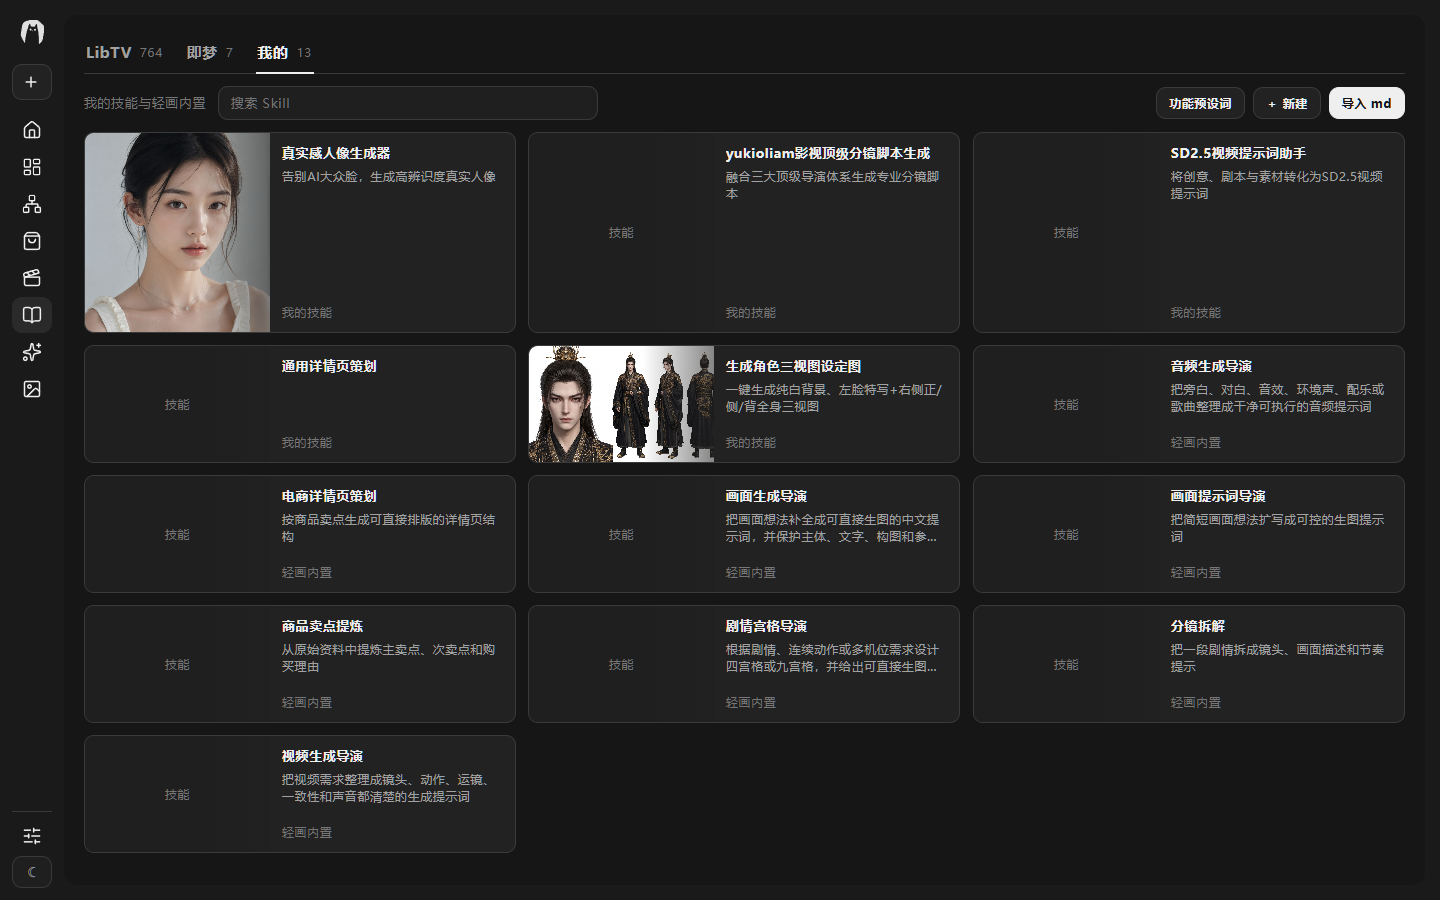 LibTV 764 即梦 7 我的 13
我的技能与轻画内置 搜索 Skill 功能预设词 + 新建 导入 md
真实感人像生成器
告别AI大众脸，生成高辨识度真实人像
我的技能
技能
yukioliam影视顶级分镜脚本生成
融合三大顶级导演体系生成专业分镜脚
本
我的技能
技能
SD2.5视频提示词助手
将创意、剧本与素材转化为SD2.5视频
提示词
我的技能
技能
通用详情页策划
我的技能
生成角色三视图设定图
一键生成纯白背景、左脸特写+右侧正/
侧/背全身三视图
我的技能
技能
音频生成导演
把旁白、对白、音效、环境声、配乐或
歌曲整理成干净可执行的音频提示词
轻画内置
技能
电商详情页策划
按商品卖点生成可直接排版的详情页结
构
轻画内置
技能
画面生成导演
把画面想法补全成可直接生图的中文提
示词，并保护主体、文字、构图和参...
轻画内置
技能
画面提示词导演
把简短画面想法扩写成可控的生图提示
词
轻画内置
技能
商品卖点提炼
从原始资料中提炼主卖点、次卖点和购
买理由
轻画内置
技能
剧情宫格导演
根据剧情、连续动作或多机位需求设计
四宫格或九宫格，并给出可直接生图...
轻画内置
技能
分镜拆解
把一段剧情拆成镜头、画面描述和节奏
提示
轻画内置
技能
视频生成导演
把视频需求整理成镜头、动作、运镜、
一致性和声音都清楚的生成提示词
轻画内置